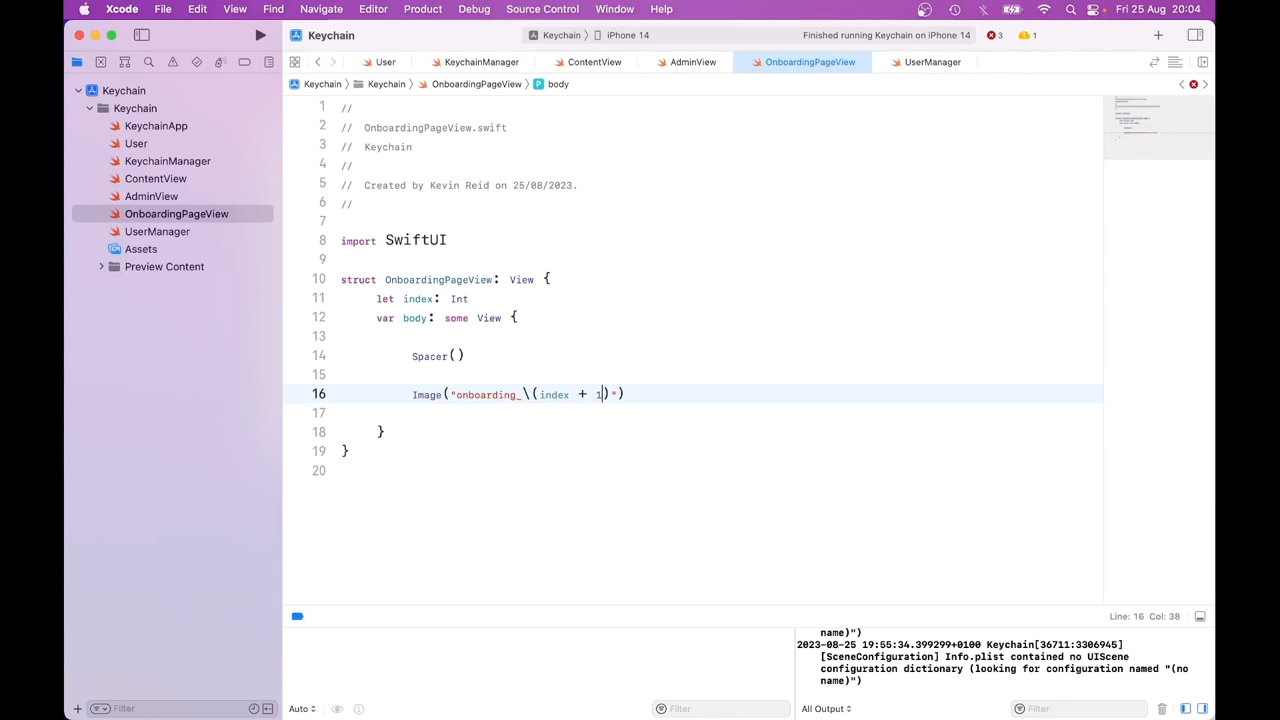 Xcode File Edit View Find Navigate Editor Product Debug Source Control Window Help Fri 25 Aug 20:04
Keychain Keychain iPhone 14 Finished running Keychain on iPhone 14 3 1
User KeychainManager ContentView AdminView OnboardingPageView UserManager
Keychain Keychain OnboardingPageView body
Keychain
Keychain
KeychainApp
User
KeychainManager
ContentView
AdminView
OnboardingPageView
UserManager
Assets
Preview Content
1 //
2 // OnboardingPageView.swift
3 // Keychain
4 //
5 // Created by Kevin Reid on 25/08/2023.
6 //
7
8 import SwiftUI
9
10 struct OnboardingPageView: View {
11 let index: Int
12 var body: some View {
13
14 Spacer()
15
16 Image("onboarding_\(index + 1)")
17
18 }
19 }
20
Line: 16 Col: 38
name)")
2023-08-25 19:55:34.399299+0100 Keychain[36711:3306945]
[SceneConfiguration] Info.plist contained no UIScene
configuration dictionary (looking for configuration named "(no
name)")
Filter Auto Filter All Output Filter